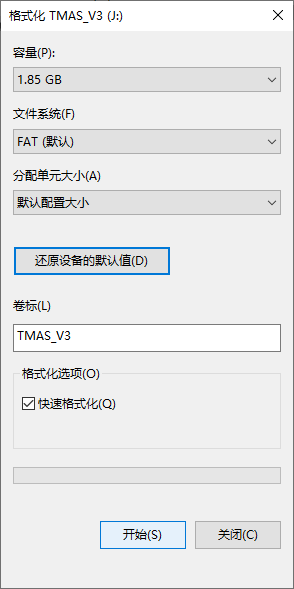 格式化 TMAS_V3 (J:)
容量(P):
1.85 GB
文件系统(F)
FAT (默认)
分配单元大小(A)
默认配置大小
还原设备的默认值(D)
卷标(L)
TMAS_V3
格式化选项(O)
快速格式化(Q)
开始(S)
关闭(C)